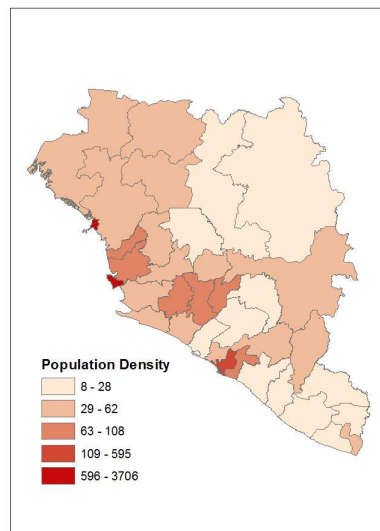 Population Density
8 - 28
29 - 62
63 - 108
109 - 595
596 - 3706